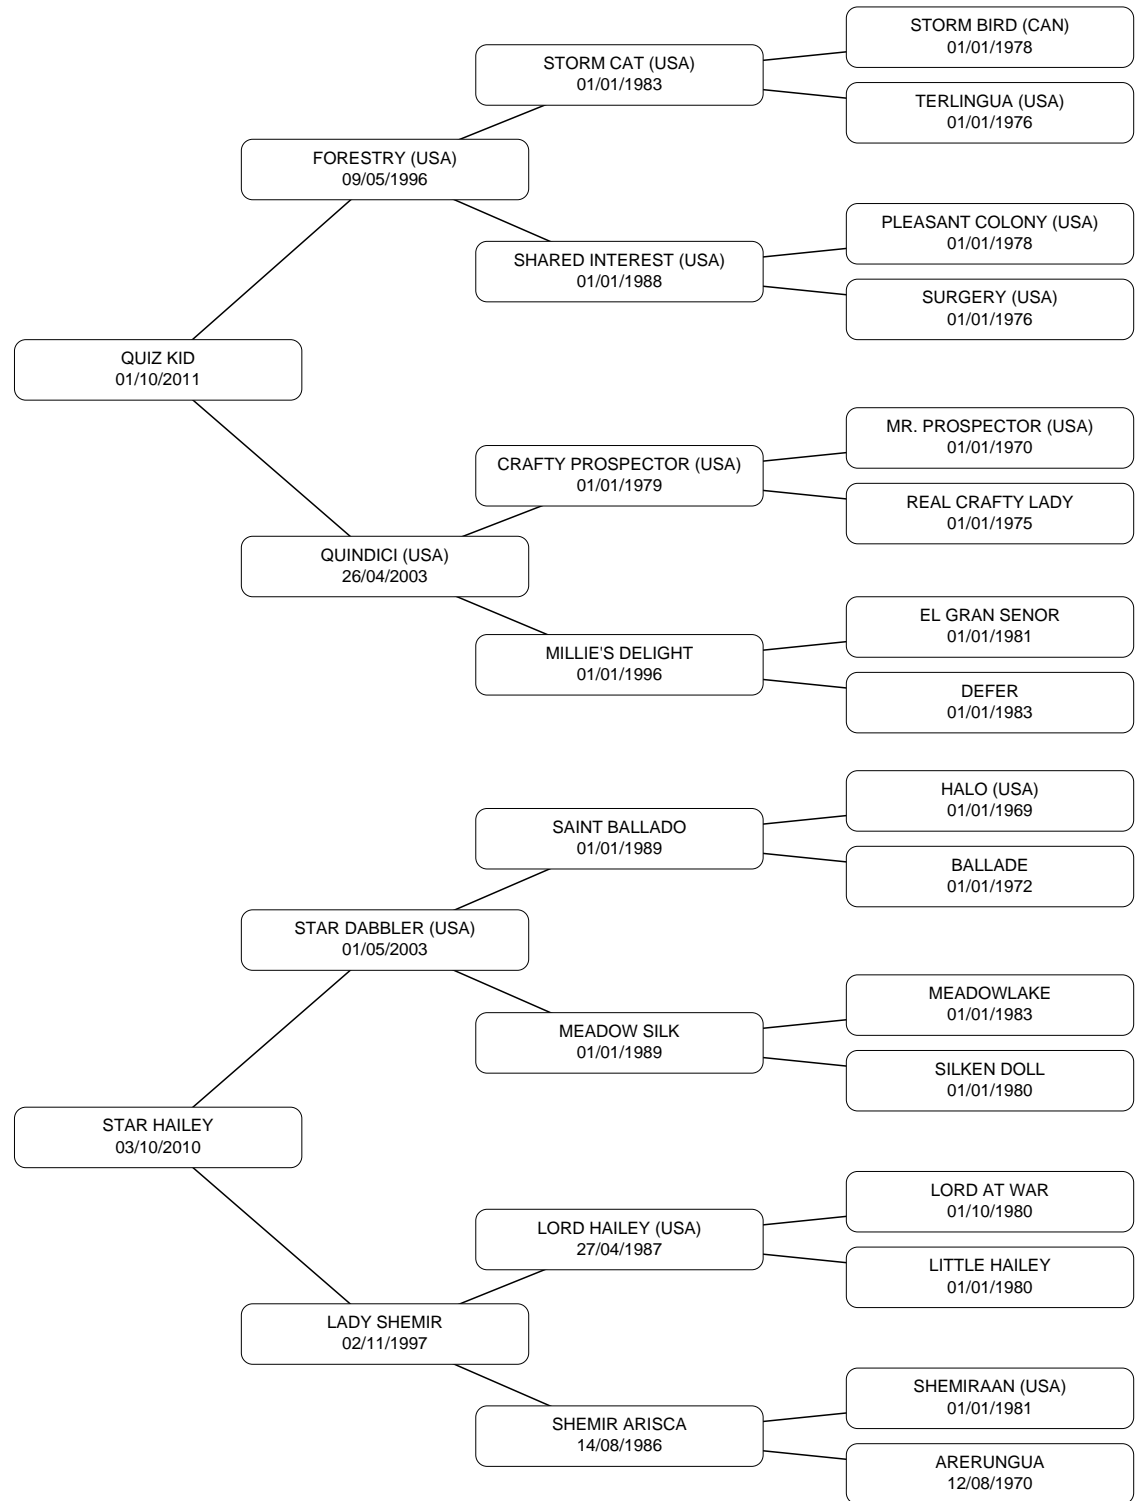 STORM BIRD (CAN)
01/01/1978
STORM CAT (USA)
01/01/1983
TERLINGUA (USA)
01/01/1976
FORESTRY (USA)
09/05/1996
PLEASANT COLONY (USA)
01/01/1978
SHARED INTEREST (USA)
01/01/1988
SURGERY (USA)
01/01/1976
QUIZ KID
01/10/2011
MR. PROSPECTOR (USA)
01/01/1970
CRAFTY PROSPECTOR (USA)
01/01/1979
REAL CRAFTY LADY
01/01/1975
QUINDICI (USA)
26/04/2003
EL GRAN SENOR
01/01/1981
MILLIE'S DELIGHT
01/01/1996
DEFER
01/01/1983
HALO (USA)
01/01/1969
SAINT BALLADO
01/01/1989
BALLADE
01/01/1972
STAR DABBLER (USA)
01/05/2003
MEADOWLAKE
01/01/1983
MEADOW SILK
01/01/1989
SILKEN DOLL
01/01/1980
STAR HAILEY
03/10/2010
LORD AT WAR
01/10/1980
LORD HAILEY (USA)
27/04/1987
LITTLE HAILEY
01/01/1980
LADY SHEMIR
02/11/1997
SHEMIRAAN (USA)
01/01/1981
SHEMIR ARISCA
14/08/1986
ARERUNGUA
12/08/1970